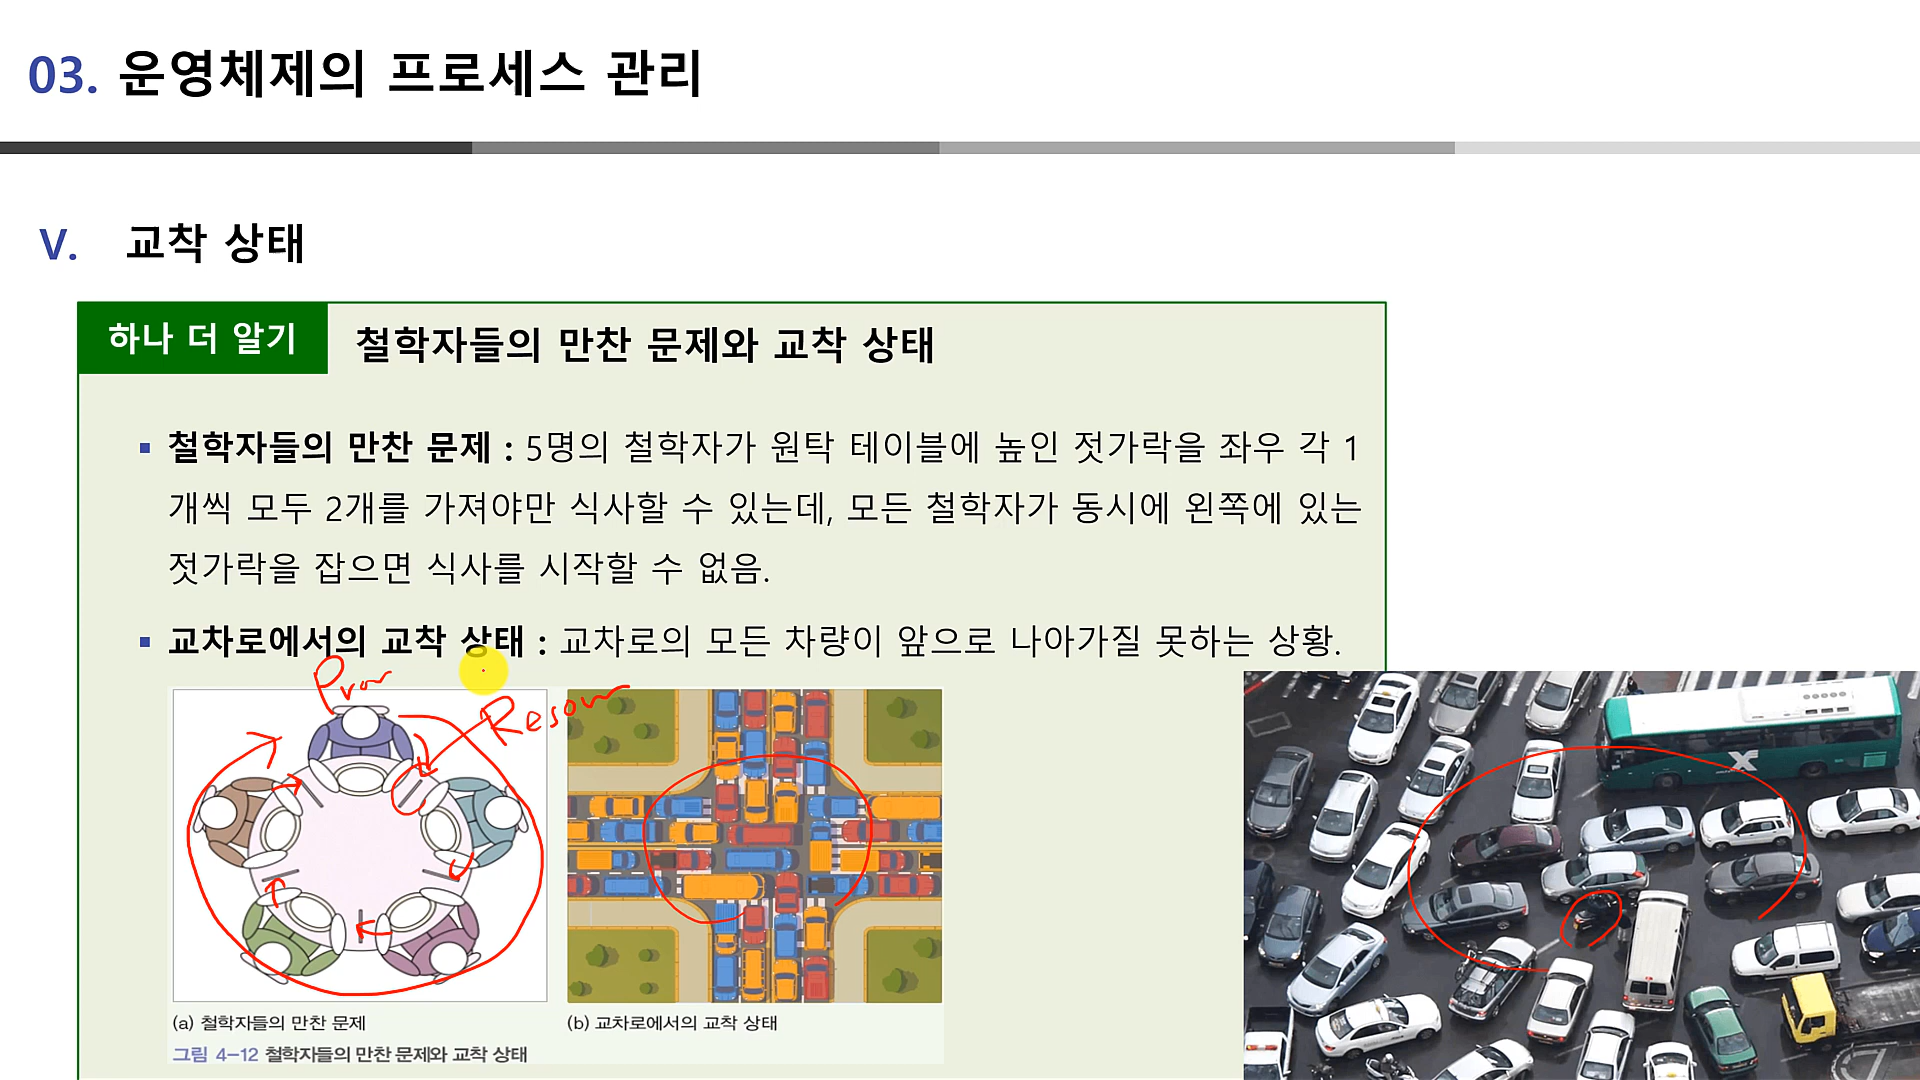 03. 운영체제의 프로세스 관리
V. 교착 상태
하나 더 알기
철학자들의 만찬 문제와 교착 상태
▪ 철학자들의 만찬 문제 : 5명의 철학자가 원탁 테이블에 높인 젓가락을 좌우 각 1
개씩 모두 2개를 가져야만 식사할 수 있는데, 모든 철학자가 동시에 왼쪽에 있는
젓가락을 잡으면 식사를 시작할 수 없음.
▪ 교차로에서의 교착 상태 : 교차로의 모든 차량이 앞으로 나아가질 못하는 상황.
(a) 철학자들의 만찬 문제
(b) 교차로에서의 교착 상태
그림 4-12 철학자들의 만찬 문제와 교착 상태